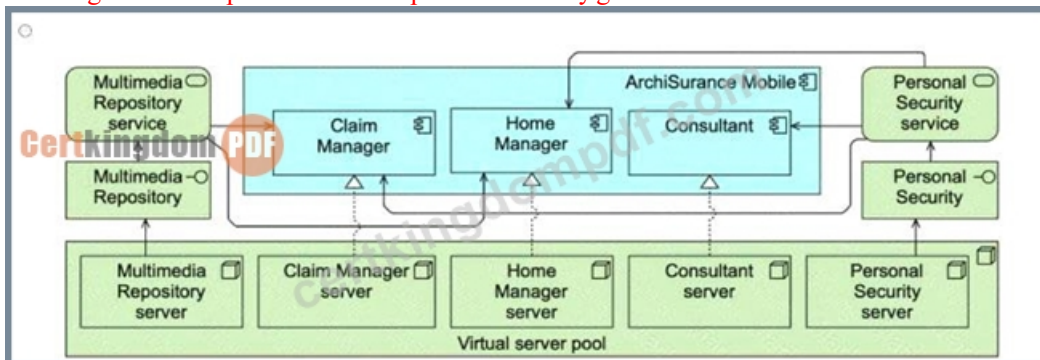 ArchiSurance Mobile
Multimedia
Repository
service
Claim
Manager
Home
Manager
Consultant
Personal
Security
service
Certkingdom PDF
Multimedia
Repository
Personal
Security
certkingdompdf.com
Multimedia
Repository
server
Claim Manager
server
Home
Manager
server
Consultant
server
Personal
Security
server
Virtual server pool